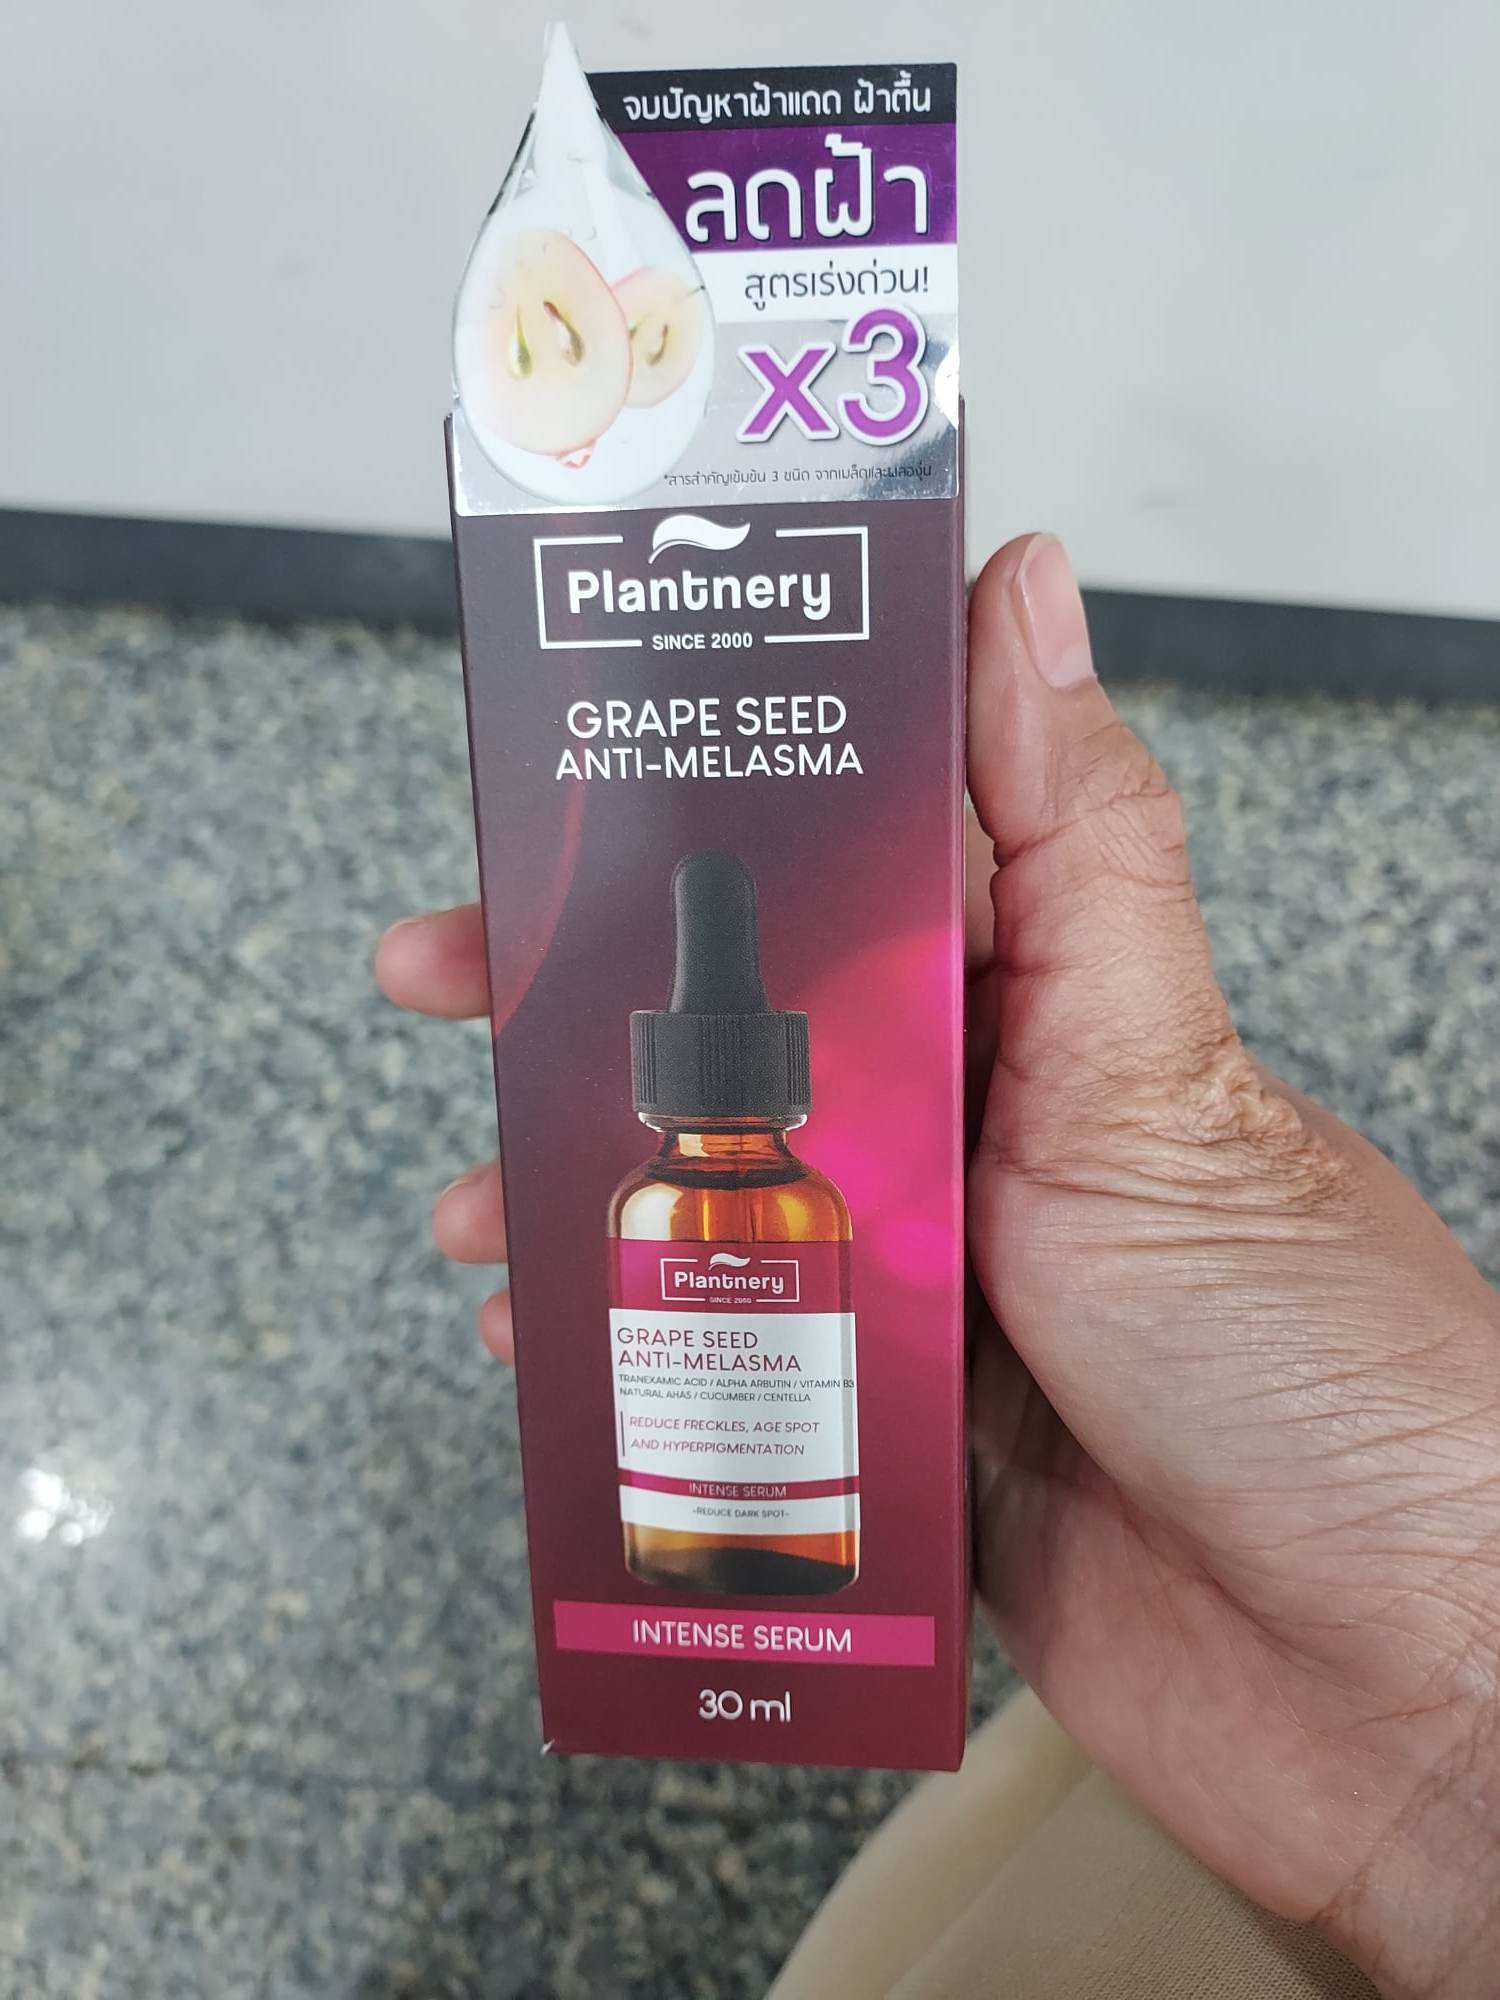 จบปัญหาฝ้าแดด ฝ้าตื้น
ลดฝ้า
สูตรเร่งด่วน!
x3
*สารสำคัญเข้มข้น 3 ชนิด จากเมล็ดและผลองุ่น
Plantnery
SINCE 2000
GRAPE SEED
ANTI-MELASMA
Plantnery
SINCE 2000
GRAPE SEED
ANTI-MELASMA
TRANEXAMIC ACID / ALPHA ARBUTIN / VITAMIN B3
NATURAL AHAS / CUCUMBER / CENTELLA
REDUCE FRECKLES, AGE SPOT
AND HYPERPIGMENTATION
INTENSE SERUM
-REDUCE DARK SPOT-
INTENSE SERUM
30 ml